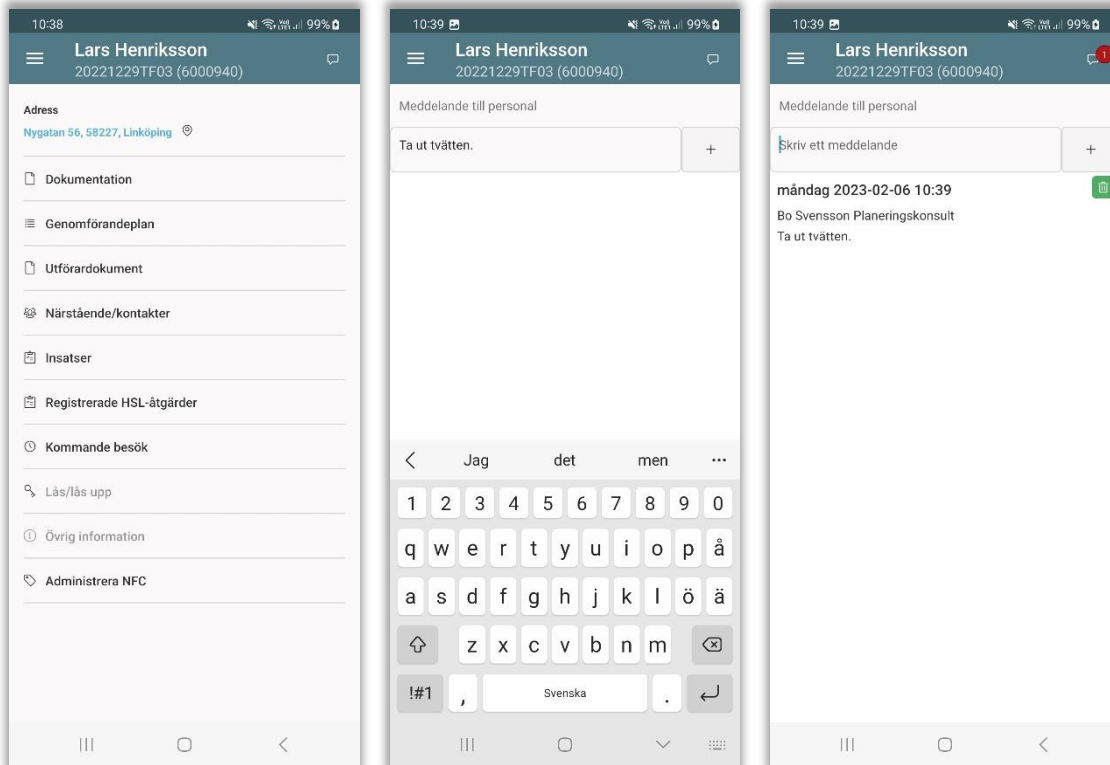 10:38
99%
Lars Henriksson
20221229TF03 (6000940)
Adress
Nygatan 56, 58227, Linköping
Dokumentation
Genomförandeplan
Utförardokument
Närstående/kontakter
Insatser
Registrerade HSL-åtgärder
Kommande besök
Lås/lås upp
Övrig information
Administrera NFC
10:39
99%
Lars Henriksson
20221229TF03 (6000940)
Meddelande till personal
Ta ut tvätten.
+
Jag det men ...
1 2 3 4 5 6 7 8 9 0
q w e r t y u i o p å
a s d f g h j k l ö ä
z x c v b n m
!#1 , Svenska .
10:39
99%
Lars Henriksson
1
20221229TF03 (6000940)
Meddelande till personal
Skriv ett meddelande
+
måndag 2023-02-06 10:39
Bo Svensson Planeringskonsult
Ta ut tvätten.